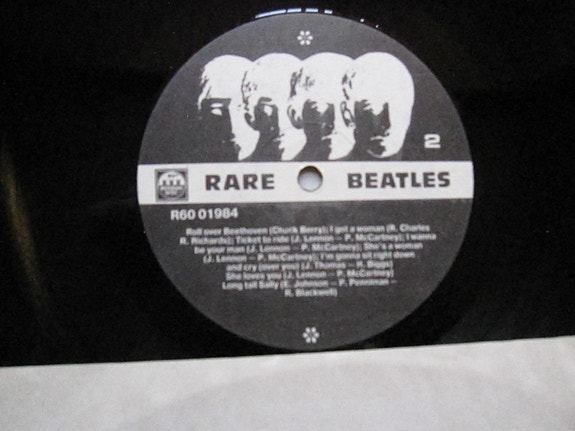 2
RARE BEATLES
R60 01984
Roll over Beethoven (Chuck Berry); I got a woman (R. Charles
R. Richards); Ticket to ride (J. Lennon — P. McCartney); I wanna
be your man (J. Lennon — P. McCartney); She's a woman
(J. Lennon — P. McCartney); I'm gonna sit right down
and cry (over you) (J. Thomas — H. Biggs)
She loves you (J. Lennon — P. McCartney)
Long tall Sally (E. Johnson — P. Penniman —
R. Blackwell)